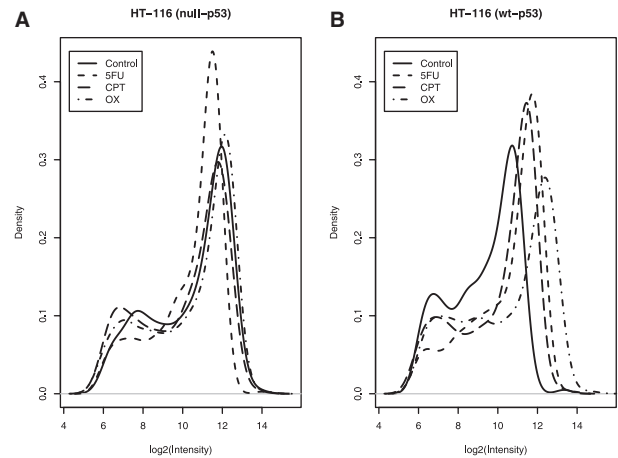 A
HT-116 (null-p53)
Density
0.0
0.1
0.2
0.3
0.4
Control
5FU
CPT
OX
4 6 8 10 12 14
log2(Intensity)
B
HT-116 (wt-p53)
Density
0.0
0.1
0.2
0.3
0.4
Control
5FU
CPT
OX
4 6 8 10 12 14
log2(Intensity)